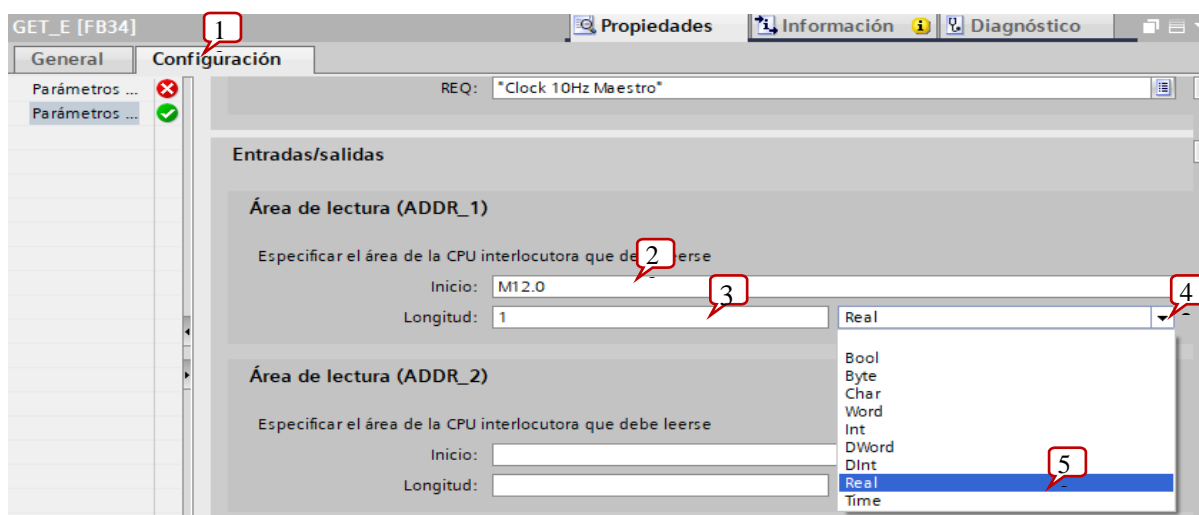 GET_E [FB34]
1
Propiedades
Información
Diagnóstico
General
Configuración
Parámetros ...
Parámetros ...
REQ: "Clock 10Hz Maestro"
Entradas/salidas
Área de lectura (ADDR_1)
Especificar el área de la CPU interlocutora que de 2 eerse
Inicio: M12.0
3
4
Longitud: 1 Real
Bool
Byte
Char
Word
Int
DWord
DInt
5
Real
Time
Área de lectura (ADDR_2)
Especificar el área de la CPU interlocutora que debe leerse
Inicio:
Longitud: